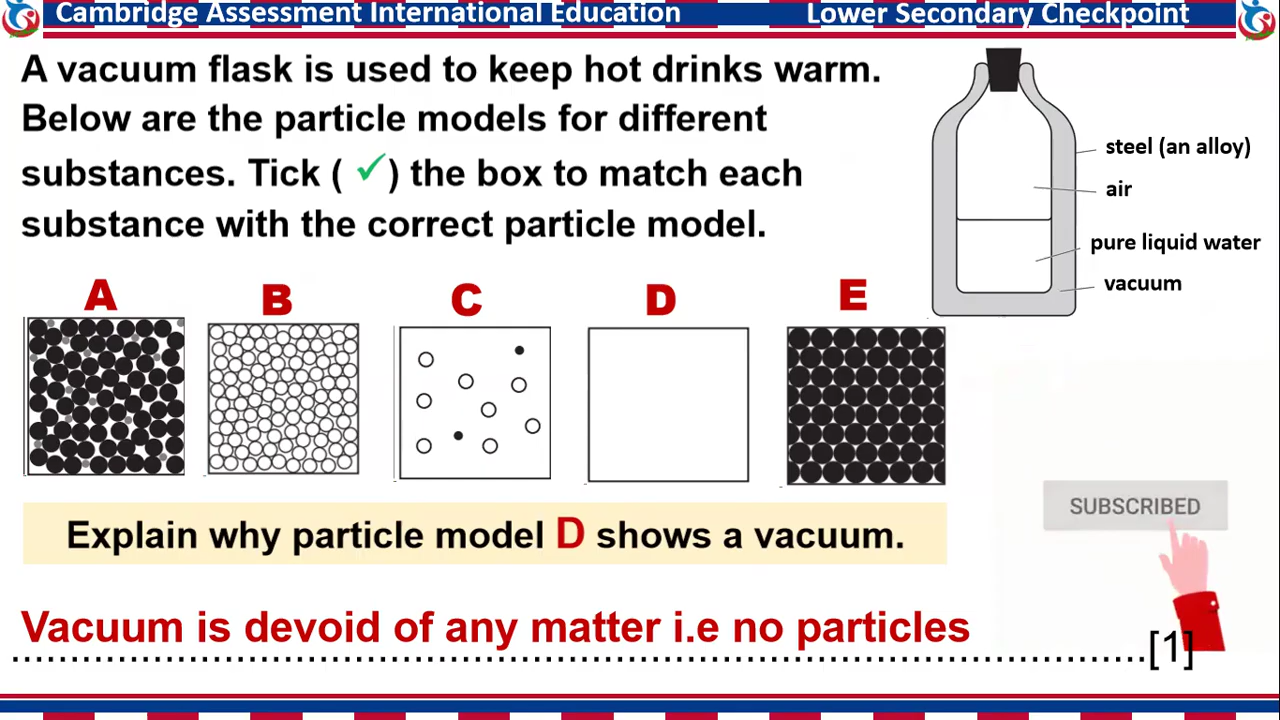 Cambridge Assessment International Education
Lower Secondary Checkpoint
A vacuum flask is used to keep hot drinks warm.
Below are the particle models for different
substances. Tick ( ✓) the box to match each
substance with the correct particle model.
steel (an alloy)
air
pure liquid water
vacuum
A B C D E
Explain why particle model D shows a vacuum.
SUBSCRIBED
Vacuum is devoid of any matter i.e no particles
[1]